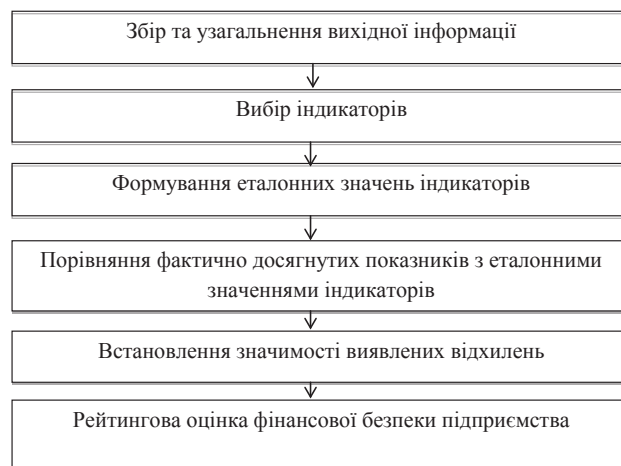 Збір та узагальнення вихідної інформації
Вибір індикаторів
Формування еталонних значень індикаторів
Порівняння фактично досягнутих показників з еталонними
значеннями індикаторів
Встановлення значимості виявлених відхилень
Рейтингова оцінка фінансової безпеки підприємства